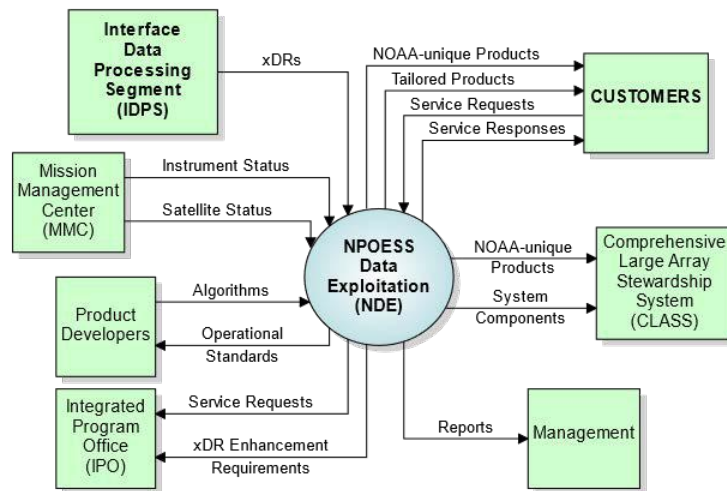 Interface
Data
Processing
Segment
(IDPS)
xDRs
NOAA-unique Products
Tailored Products
Service Requests
Service Responses
CUSTOMERS
Mission
Management
Center
(MMC)
Instrument Status
Satellite Status
NPOESS
Data
Exploitation
(NDE)
NOAA-unique
Products
System
Components
Comprehensive
Large Array
Stewardship
System
(CLASS)
Product
Developers
Algorithms
Operational
Standards
Integrated
Program
Office
(IPO)
Service Requests
xDR Enhancement
Requirements
Reports
Management